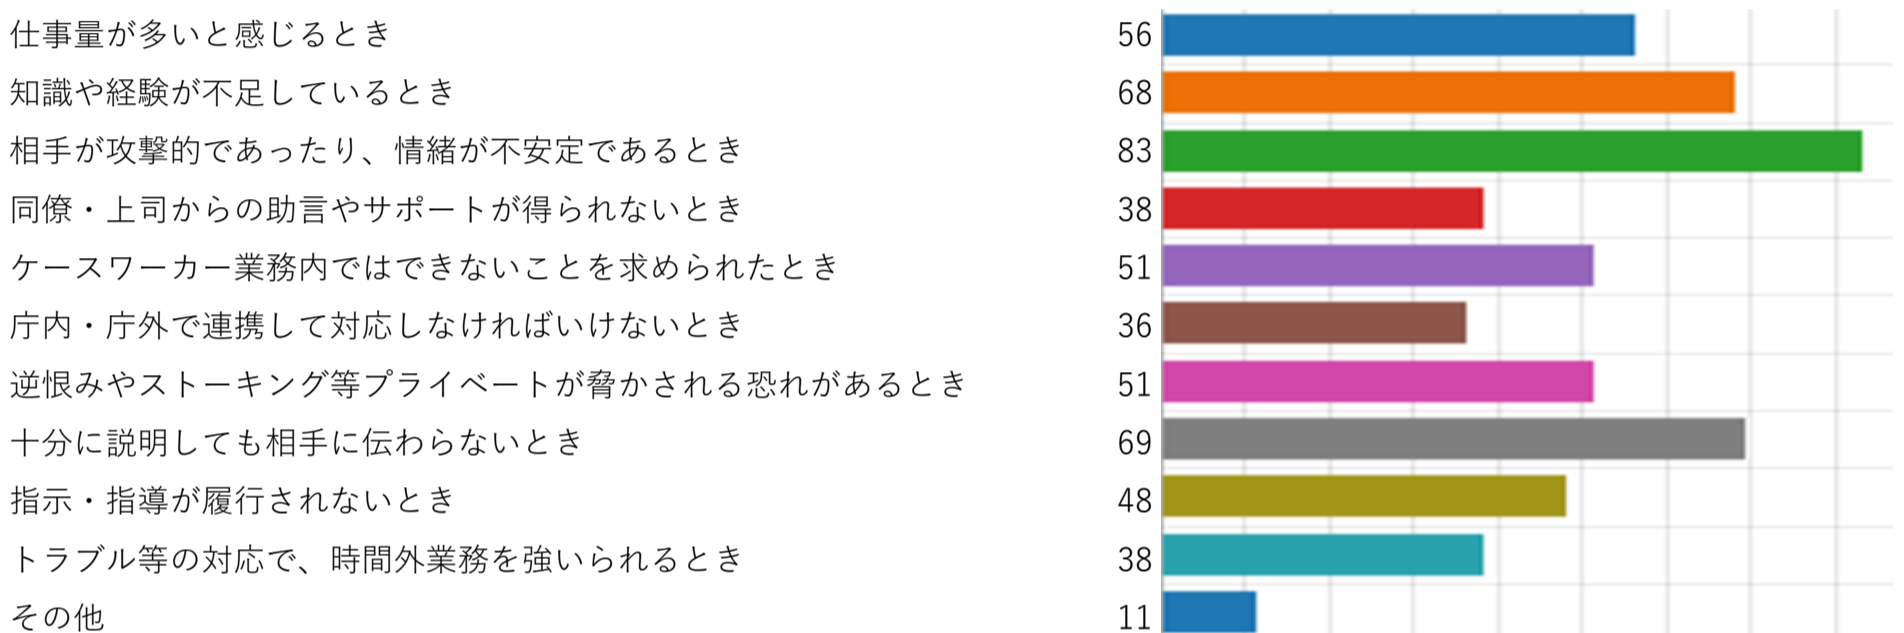 仕事量が多いと感じるとき 56
知識や経験が不足しているとき 68
相手が攻撃的であったり、情緒が不安定であるとき 83
同僚・上司からの助言やサポートが得られないとき 38
ケースワーカー業務内ではできないことを求められたとき 51
庁内・庁外で連携して対応しなければいけないとき 36
逆恨みやストーキング等プライベートが脅かされる恐れがあるとき 51
十分に説明しても相手に伝わらないとき 69
指示・指導が履行されないとき 48
トラブル等の対応で、時間外業務を強いられるとき 38
その他 11